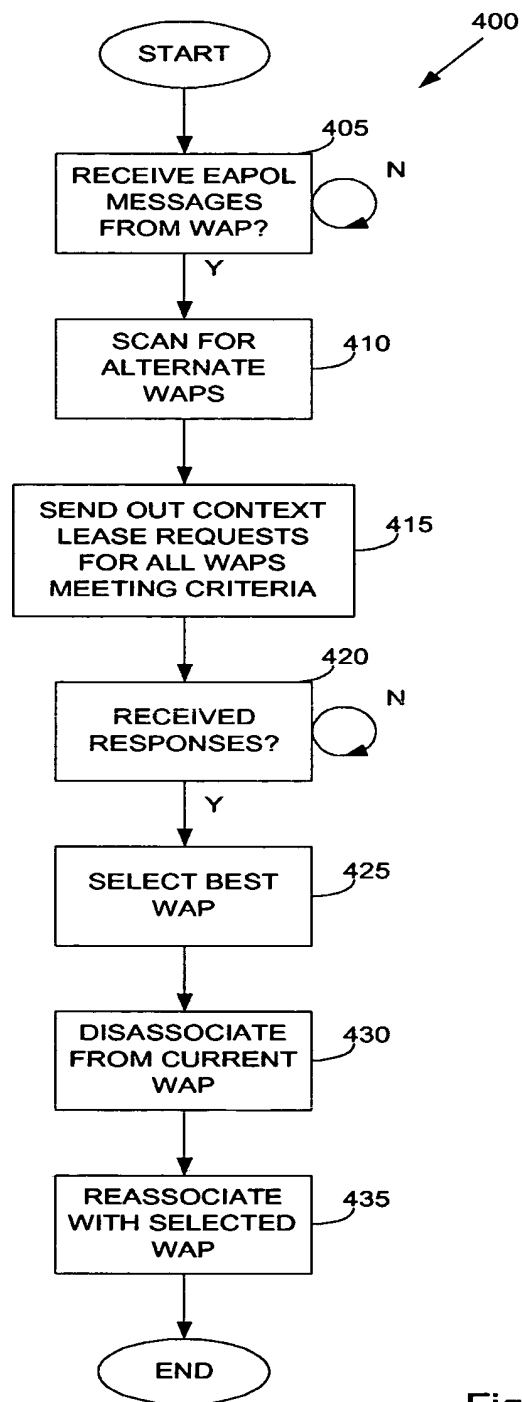 400
START
405
RECEIVE EAPOL
MESSAGES
FROM WAP?
N
Y
SCAN FOR
ALTERNATE
WAPS
410
SEND OUT CONTEXT
LEASE REQUESTS
FOR ALL WAPS
MEETING CRITERIA
415
420
RECEIVED
RESPONSES?
N
Y
SELECT BEST
WAP
425
DISASSOCIATE
FROM CURRENT
WAP
430
REASSOCIATE
WITH SELECTED
WAP
435
END